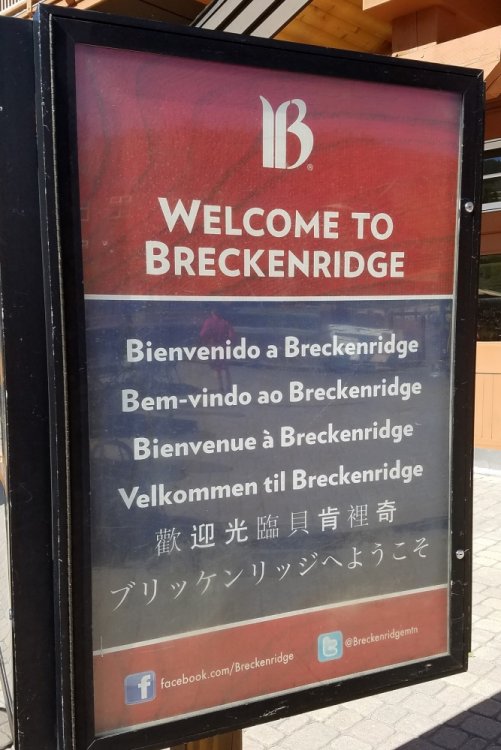 B
WELCOME TO
BRECKENRIDGE
Bienvenido a Breckenridge
Bem-vindo ao Breckenridge
Bienvenue à Breckenridge
Velkommen til Breckenridge
歡迎光臨貝肯裡奇
ブリッケンリッジへようこそ
facebook.com/Breckenridge
@Breckenridgemtn